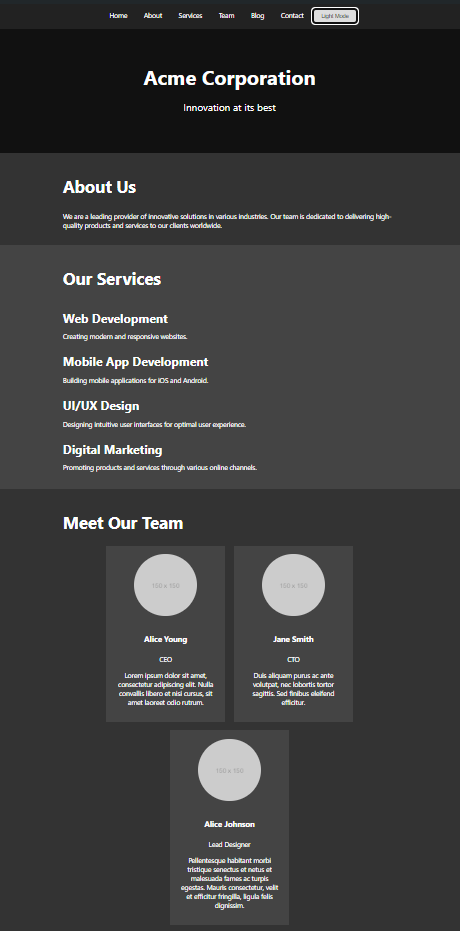 Home About Services Team Blog Contact Light Mode
Acme Corporation
Innovation at its best
About Us
We are a leading provider of innovative solutions in various industries. Our team is dedicated to delivering high-
quality products and services to our clients worldwide.
Our Services
Web Development
Creating modern and responsive websites.
Mobile App Development
Building mobile applications for iOS and Android.
UI/UX Design
Designing intuitive user interfaces for optimal user experience.
Digital Marketing
Promoting products and services through various online channels.
Meet Our Team
150 x 150
Alice Young
CEO
Lorem ipsum dolor sit amet,
consectetur adipiscing elit. Nulla
convallis libero et nisi cursus, sit
amet laoreet odio rutrum.
150 x 150
Jane Smith
CTO
Duis aliquam purus ac ante
volutpat, nec lobortis tortor
sagittis. Sed finibus eleifend
efficitur.
150 x 150
Alice Johnson
Lead Designer
Pellentesque habitant morbi
tristique senectus et netus et
malesuada fames ac turpis
egestas. Mauris consectetur, velit
et efficitur fringilla, ligula felis
dignissim.